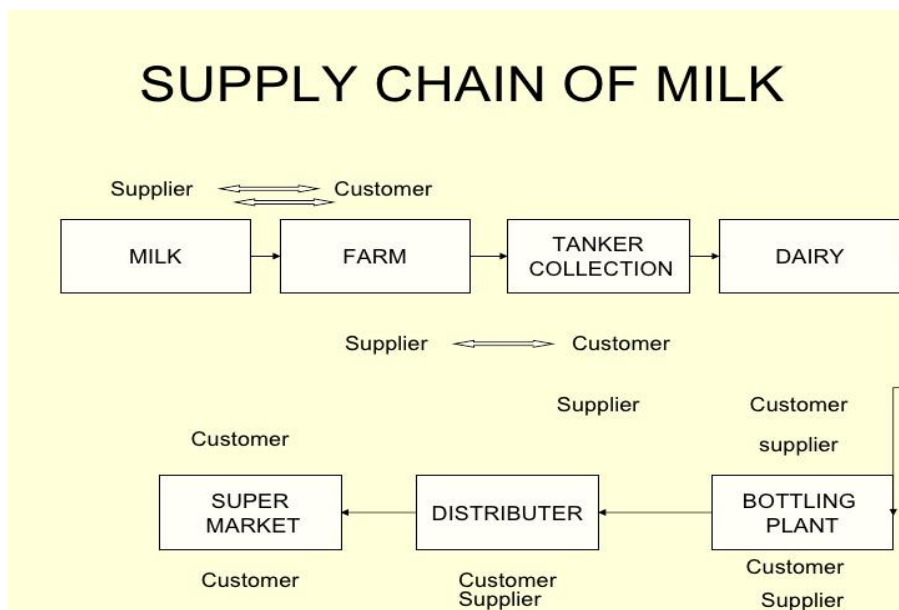 SUPPLY CHAIN OF MILK
Supplier Customer
MILK FARM TANKER COLLECTION DAIRY
Supplier Customer
Supplier Customer
Customer supplier
SUPER MARKET DISTRIBUTER BOTTLING PLANT
Customer Customer Customer
Supplier Supplier